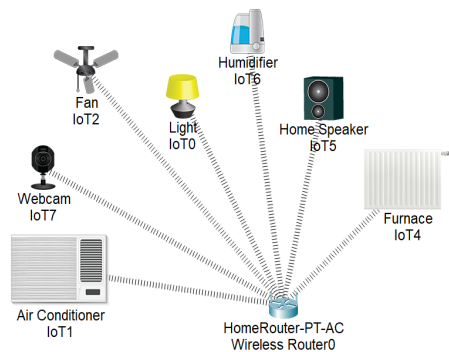 Humidifier
IoT6
Fan
IoT2
Light
IoT0
Home Speaker
IoT5
Webcam
IoT7
Furnace
IoT4
Air Conditioner
IoT1
HomeRouter-PT-AC
Wireless Router0